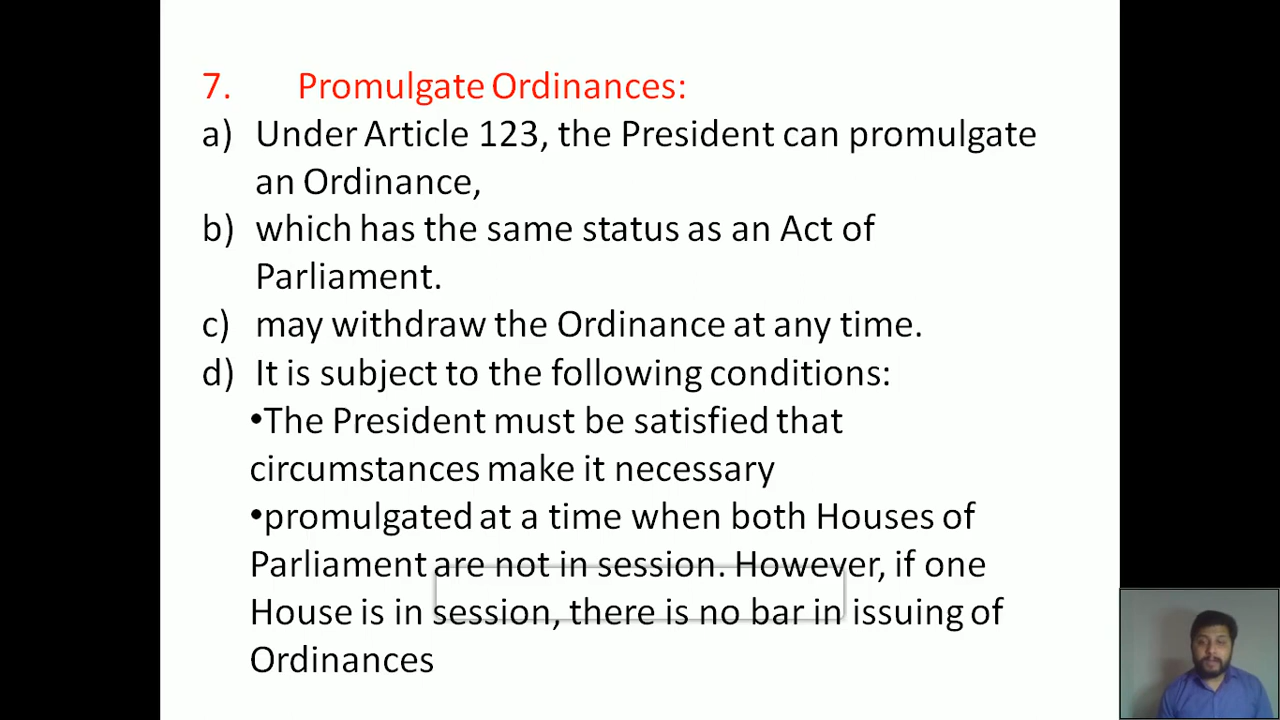 7. Promulgate Ordinances:
a) Under Article 123, the President can promulgate
an Ordinance,
b) which has the same status as an Act of
Parliament.
c) may withdraw the Ordinance at any time.
d) It is subject to the following conditions:
•The President must be satisfied that
circumstances make it necessary
•promulgated at a time when both Houses of
Parliament are not in session. However, if one
House is in session, there is no bar in issuing of
Ordinances